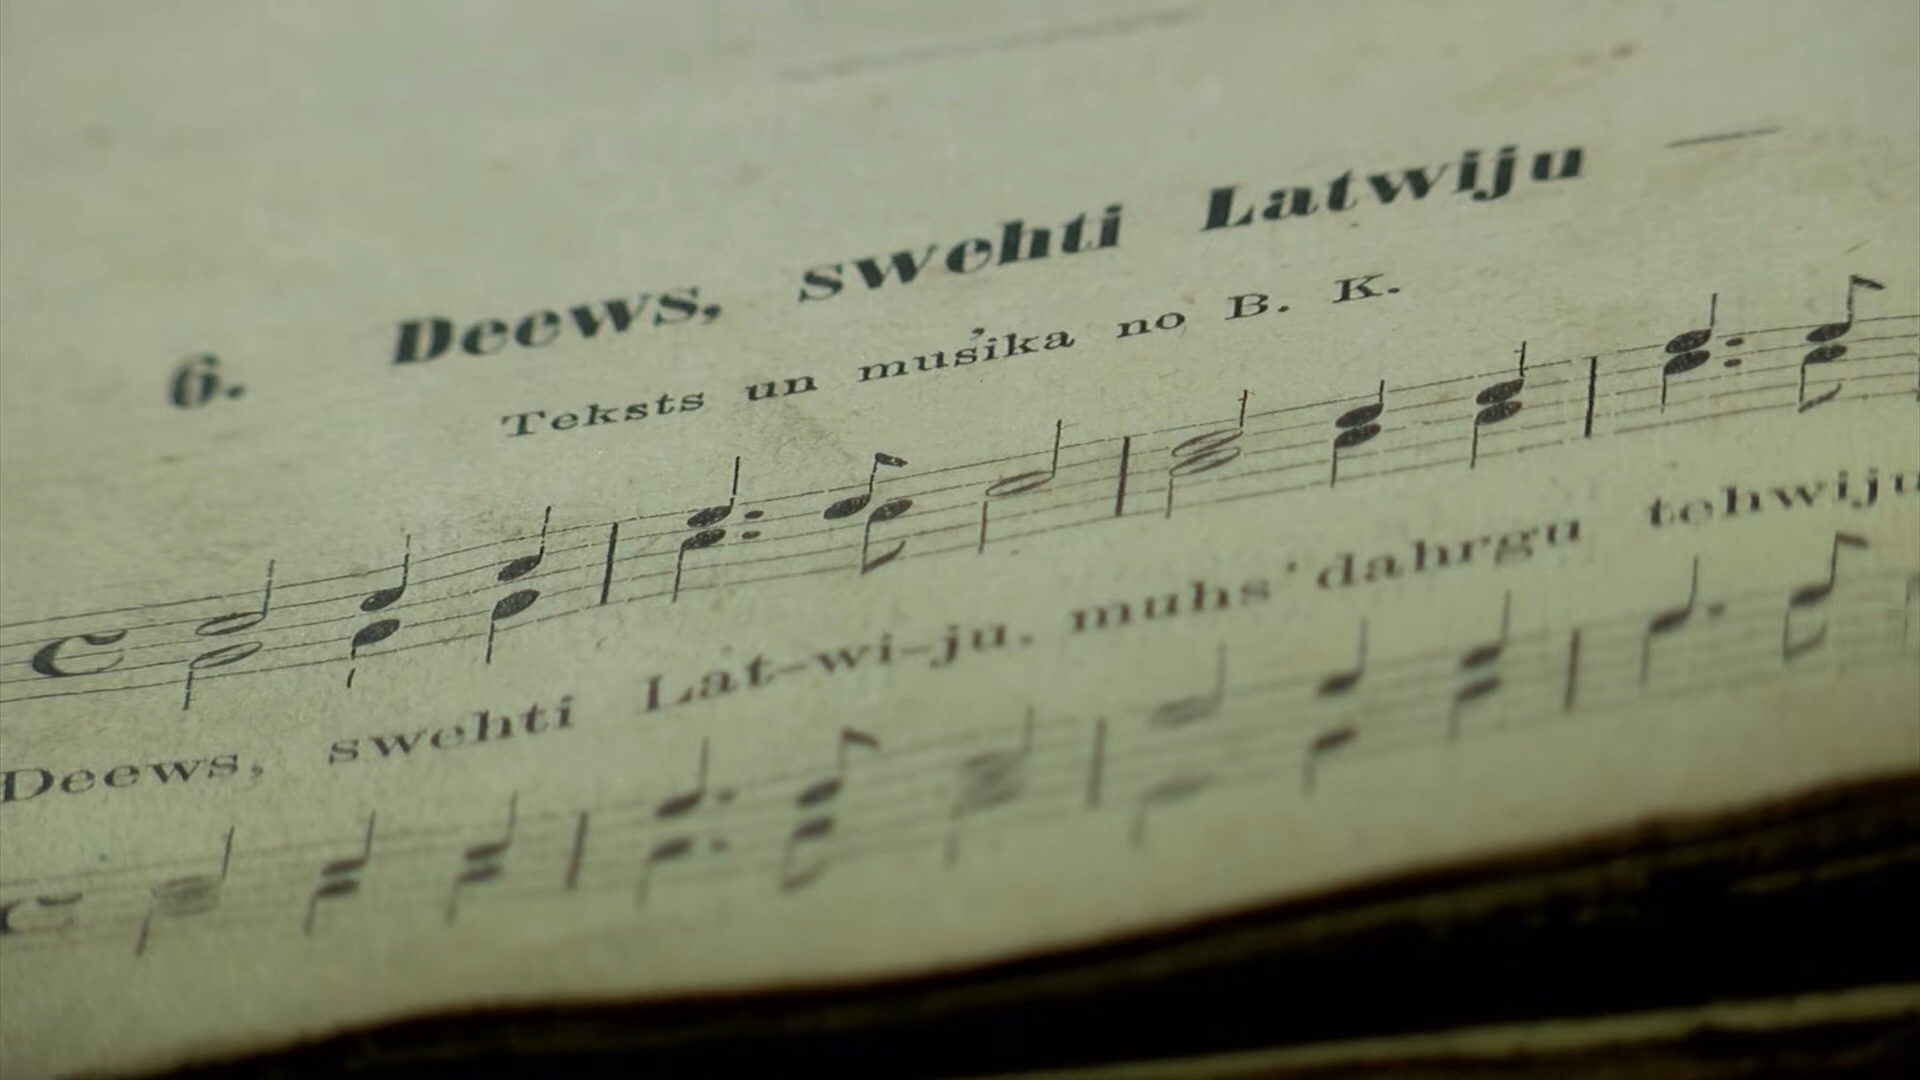 6. Deews, swehti Latwiju —
Teksts un musika no B. K.
Deews, swehti Lat-wi-ju, muhs' dahrgu tehwiju